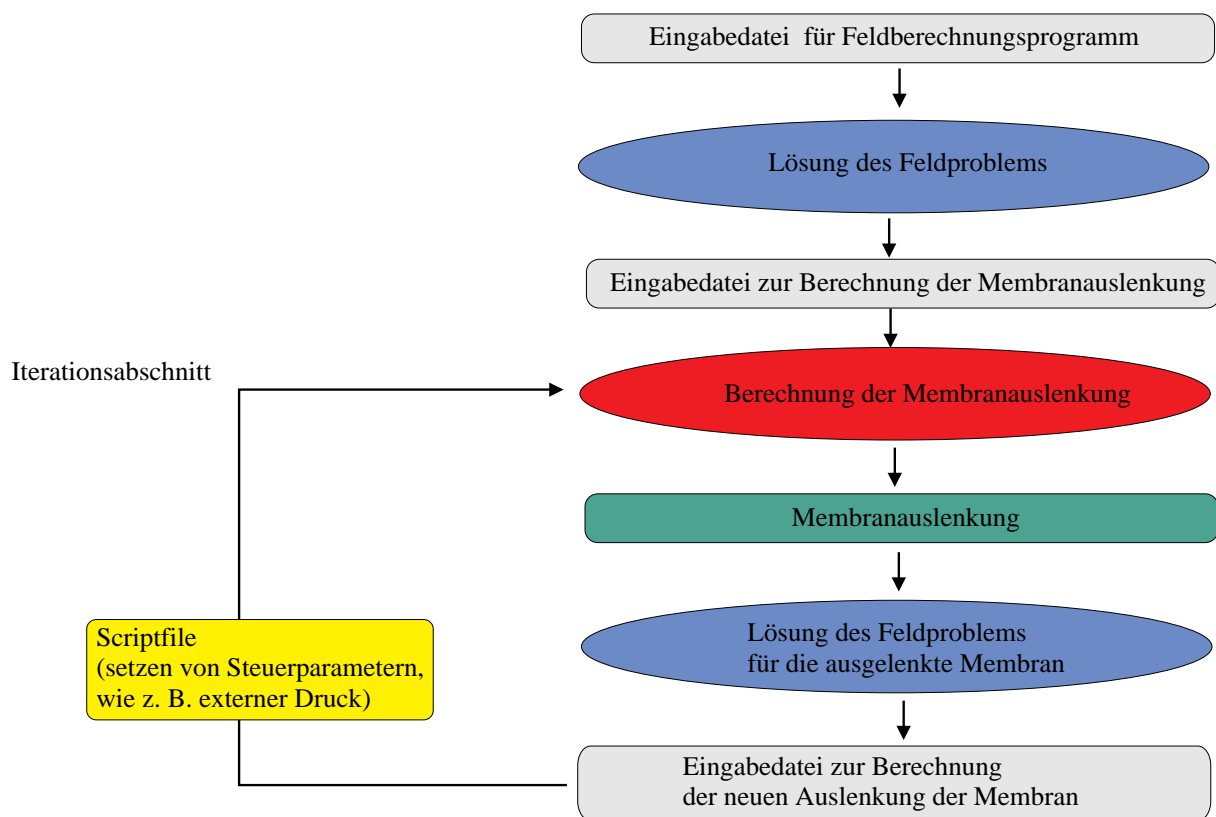 Eingabedatei für Feldberechnungsprogramm
Lösung des Feldproblems
Eingabedatei zur Berechnung der Membranauslenkung
Iterationsabschnitt
Berechnung der Membranauslenkung
Membranauslenkung
Scriptfile
(setzen von Steuerparametern,
wie z. B. externer Druck)
Lösung des Feldproblems
für die ausgelenkte Membran
Eingabedatei zur Berechnung
der neuen Auslenkung der Membran